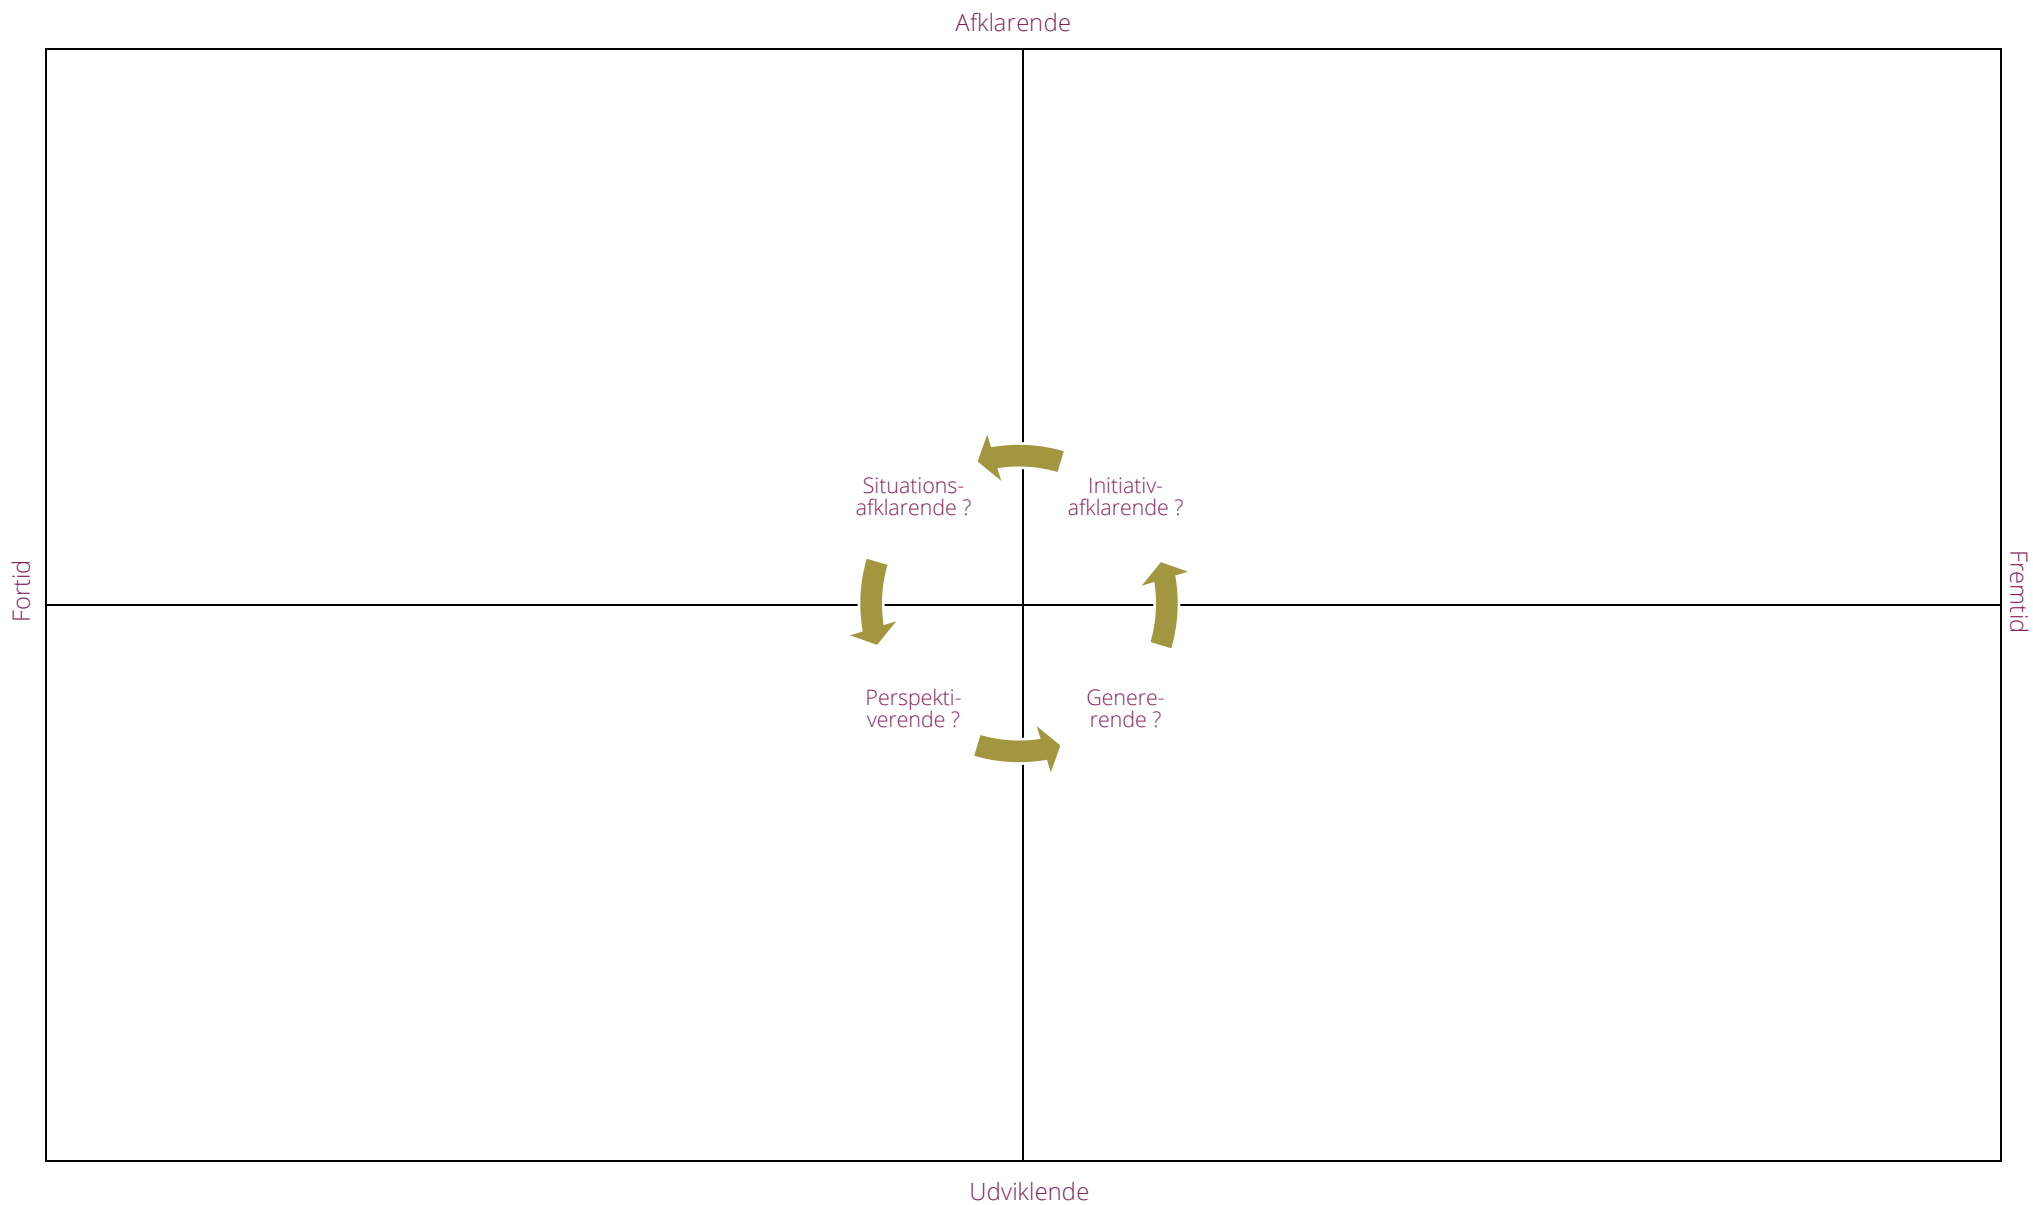 Afklarende
Situations-
afklarende ?
Initiativ-
afklarende ?
Fortid
Fremtid
Perspekti-
verende ?
Genere-
rende ?
Udviklende